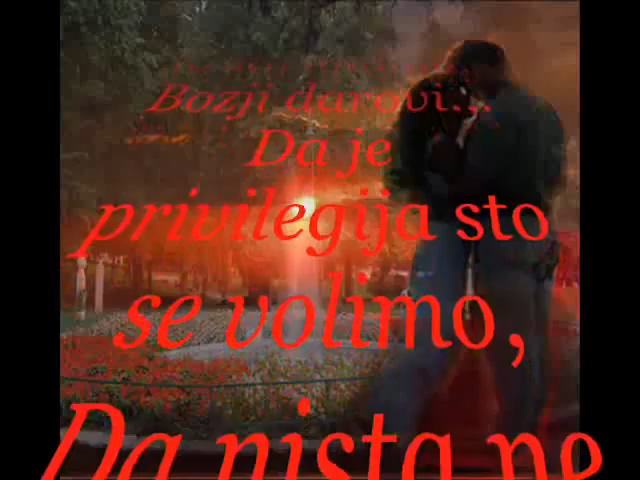 Bozji darovi...
Da je
privilegija sto
se volimo,
Da nista ne